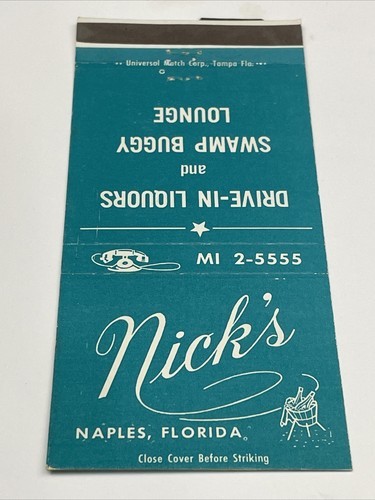 Universal Match Corp., Tampa Fla.
LOUNGE
SWAMP BUGGY
and
DRIVE-IN LIQUORS
MI 2-5555
Nick's
NAPLES, FLORIDA
Close Cover Before Striking